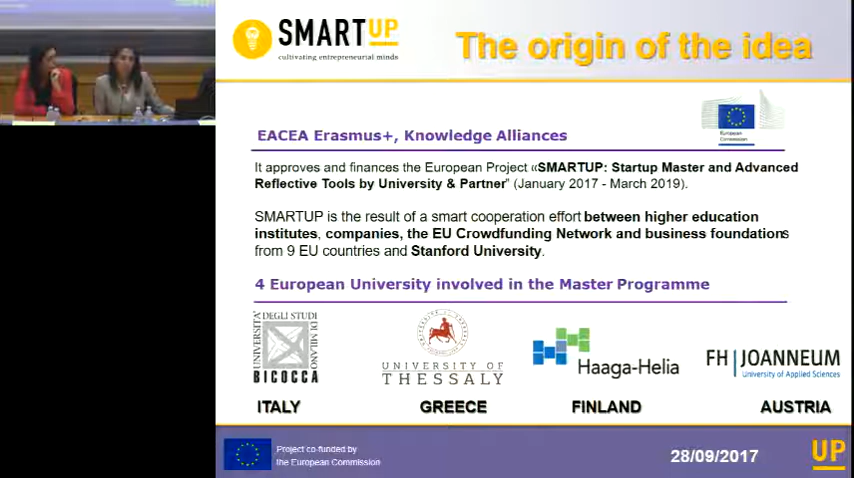 SMARTUP
cultivating entrepreneurial minds
The origin of the idea
European
Commission
EACEA Erasmus+, Knowledge Alliances
It approves and finances the European Project «SMARTUP: Startup Master and Advanced
Reflective Tools by University & Partner” (January 2017 - March 2019).
SMARTUP is the result of a smart cooperation effort between higher education
institutes, companies, the EU Crowdfunding Network and business foundations
from 9 EU countries and Stanford University.
4 European University involved in the Master Programme
UNIVERSITA'
DEGLI STUDI
DI MILANO
BICOCCA
UNIVERSITY OF
THESSALY
Haaga-Helia
FH | JOANNEUM
University of Applied Sciences
ITALY
GREECE
FINLAND
AUSTRIA
Project co-funded by
the European Commission
28/09/2017
UP